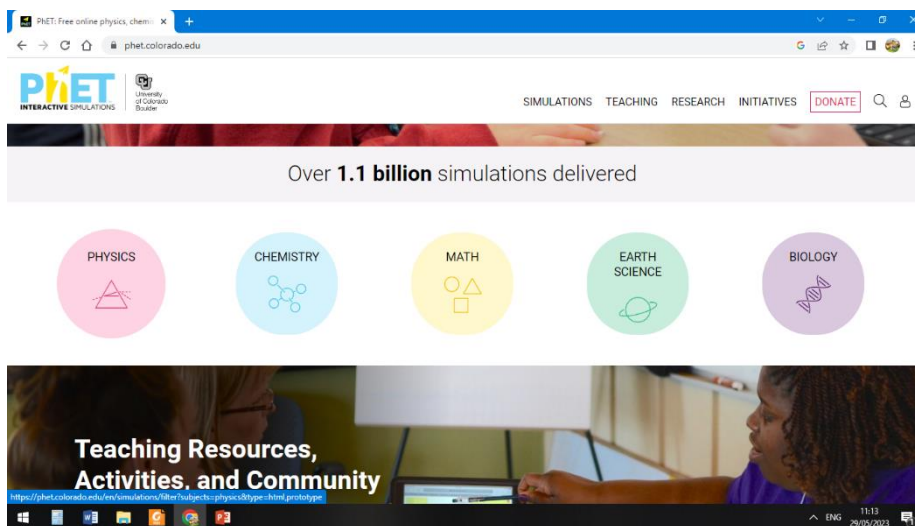 PhET: Free online physics, chemi
phet.colorado.edu
PhET
INTERACTIVE SIMULATIONS
University
of Colorado
Boulder
SIMULATIONS TEACHING RESEARCH INITIATIVES DONATE
Over 1.1 billion simulations delivered
PHYSICS
CHEMISTRY
MATH
EARTH
SCIENCE
BIOLOGY
Teaching Resources,
Activities, and Community
https://phet.colorado.edu/en/simulations/filter?subjects=physics&type=html,prototype
ENG
11:13
29/05/2023